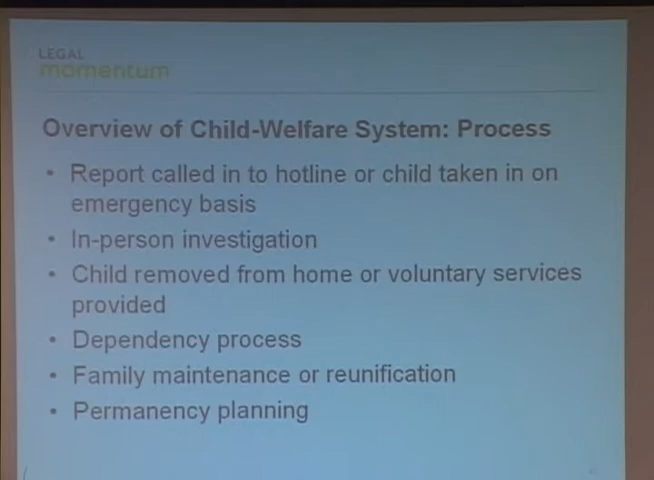 LEGAL
momentum
Overview of Child-Welfare System: Process
• Report called in to hotline or child taken in on
emergency basis
• In-person investigation
• Child removed from home or voluntary services
provided
• Dependency process
• Family maintenance or reunification
• Permanency planning